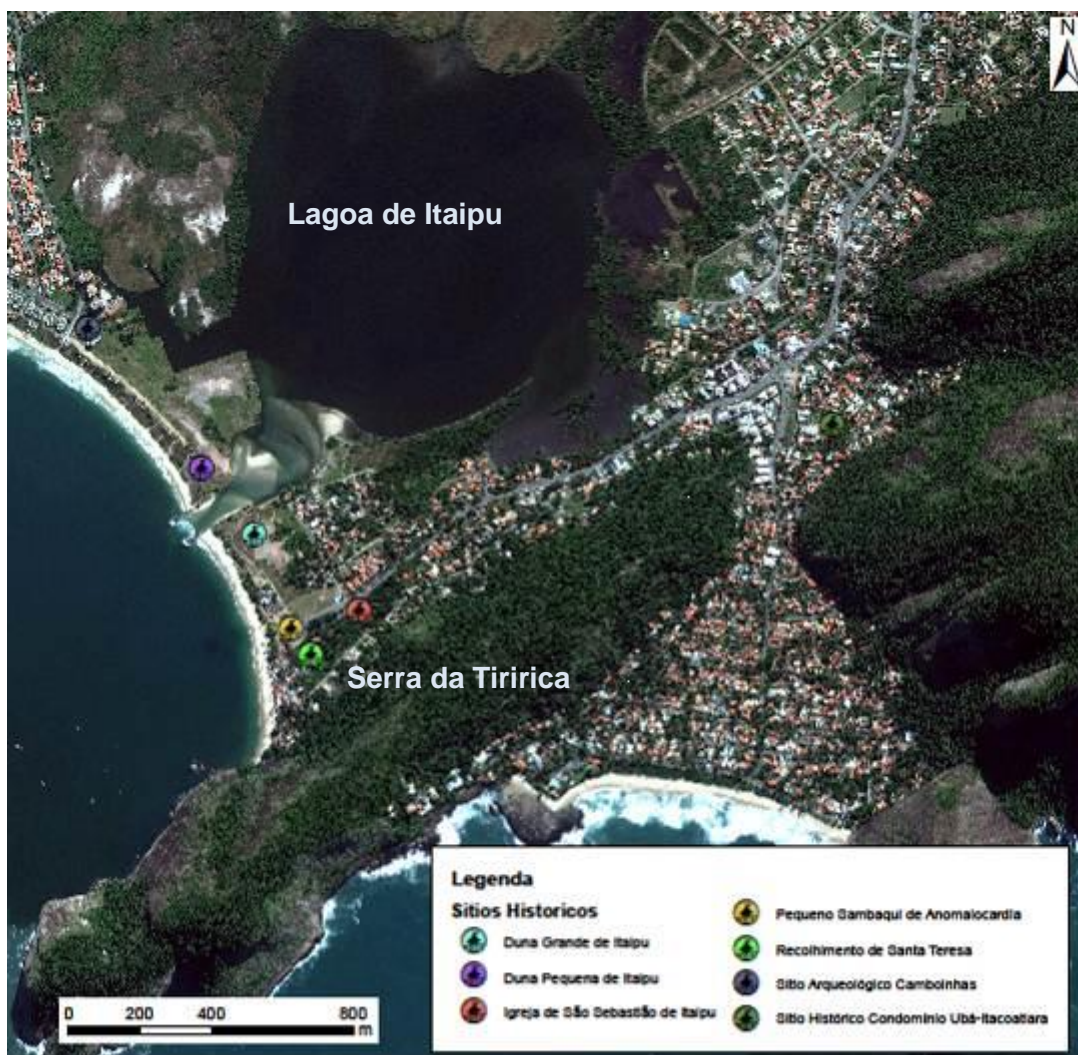 N
Lagoa de Itaipu
Serra da Tiririca
Legenda
Sitios Historicos
Duna Grande de Itaipu
Duna Pequena de Itaipu
Igreja de São Sebastião de Itaipu
Pequeno Sambaqui de Anomalocardia
Recolhimento de Santa Teresa
Sitio Arqueológico Camboinhas
Sitio Histórico Condomínio Ubá-Itacoatiara
0 200 400 800
m